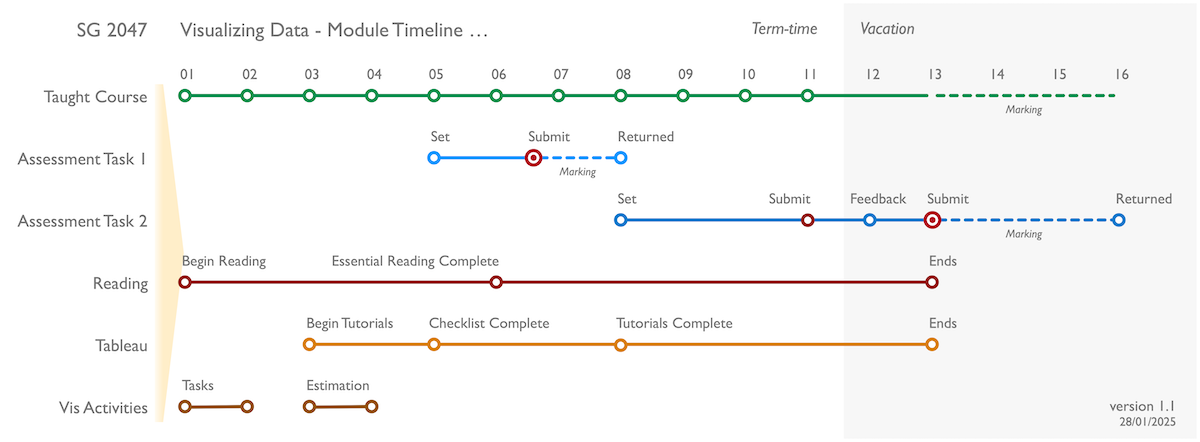 SG 2047 Visualizing Data - Module Timeline … Term-time Vacation
01 02 03 04 05 06 07 08 09 10 11 12 13 14 15 16
Taught Course
Marking
Set Submit Returned
Assessment Task 1
Marking
Set Submit Feedback Submit Returned
Assessment Task 2
Marking
Begin Reading Essential Reading Complete Ends
Reading
Begin Tutorials Checklist Complete Tutorials Complete Ends
Tableau
Tasks Estimation
Vis Activities
version 1.1
28/01/2025